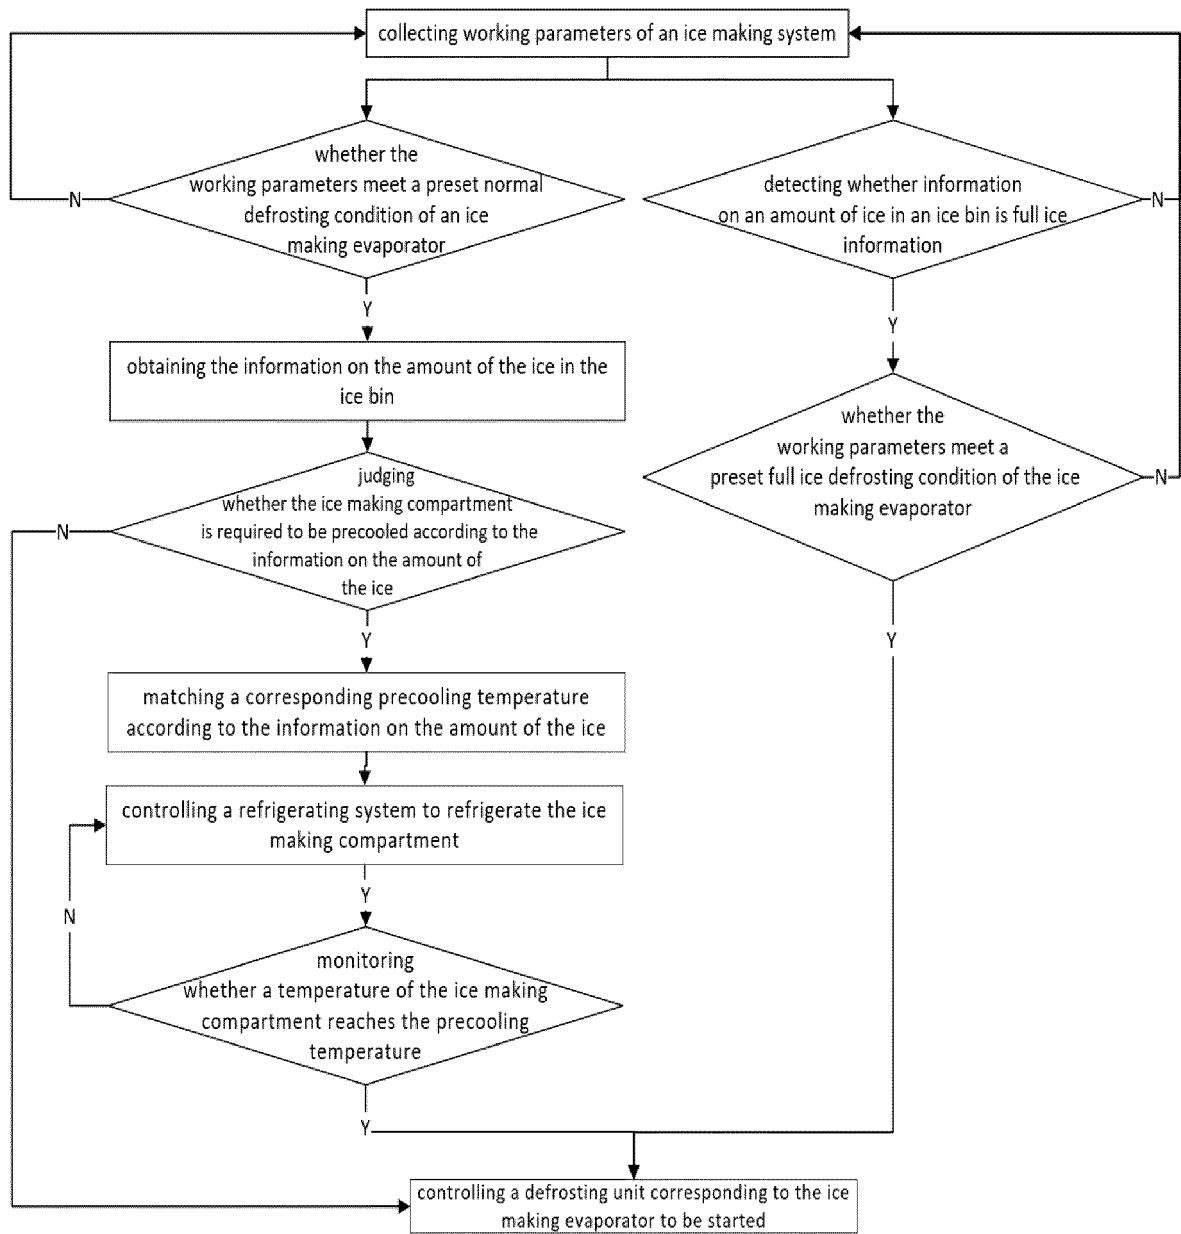 collecting working parameters of an ice making system
whether the
working parameters meet a preset normal
defrosting condition of an ice
making evaporator
N
Y
detecting whether information
on an amount of ice in an ice bin is full ice
information
N
Y
obtaining the information on the amount of the ice in the
ice bin
whether the
working parameters meet a
preset full ice defrosting condition of the ice
making evaporator
N
Y
judging
whether the ice making compartment
is required to be precooled according to the
information on the amount of
the ice
N
Y
matching a corresponding precooling temperature
according to the information on the amount of the ice
controlling a refrigerating system to refrigerate the ice
making compartment
Y
N
monitoring
whether a temperature of the ice making
compartment reaches the precooling
temperature
Y
controlling a defrosting unit corresponding to the ice
making evaporator to be started